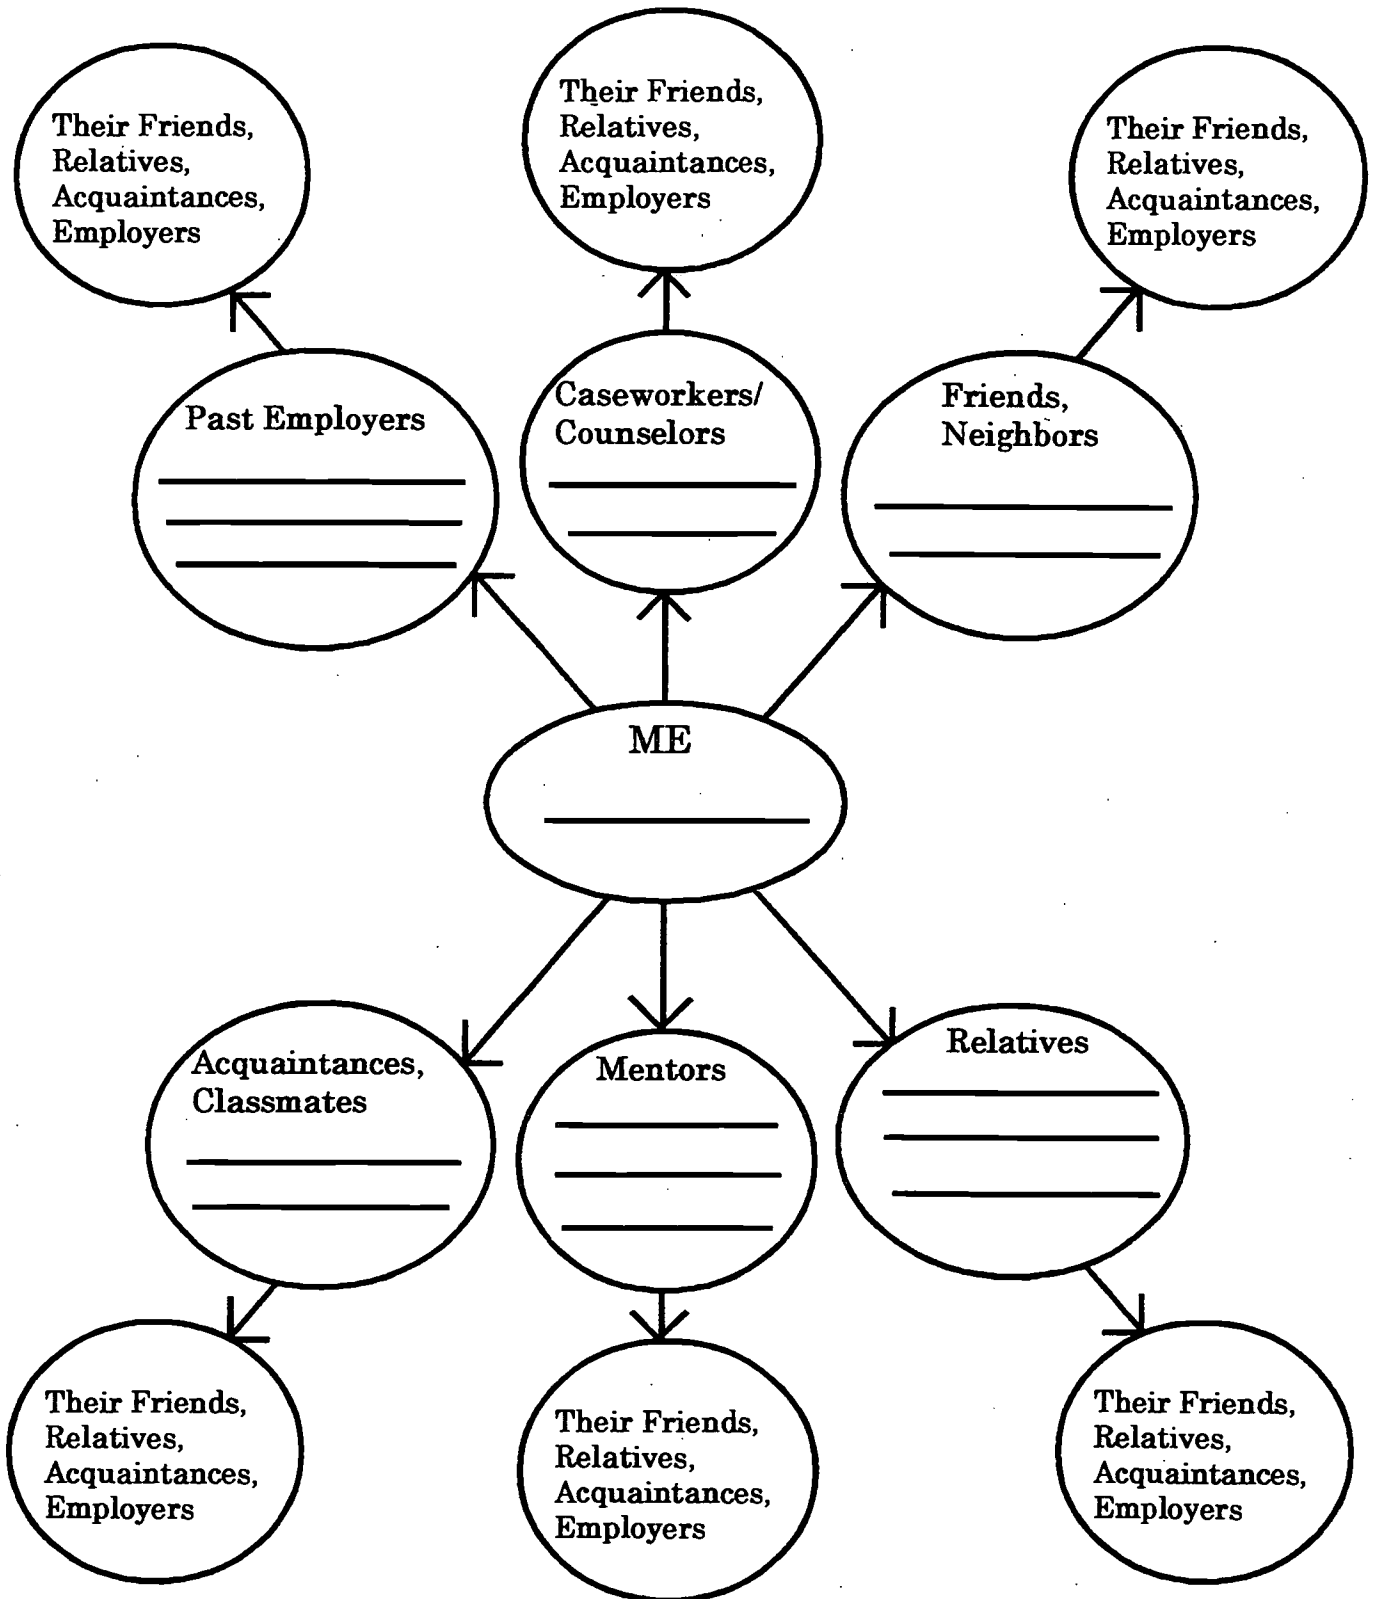 Their Friends,
Relatives,
Acquaintances,
Employers
Their Friends,
Relatives,
Acquaintances,
Employers
Their Friends,
Relatives,
Acquaintances,
Employers
Past Employers
Caseworkers/
Counselors
Friends,
Neighbors
ME
Acquaintances,
Classmates
Mentors
Relatives
Their Friends,
Relatives,
Acquaintances,
Employers
Their Friends,
Relatives,
Acquaintances,
Employers
Their Friends,
Relatives,
Acquaintances,
Employers